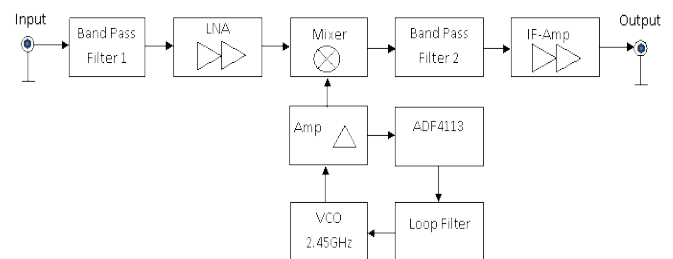 Input
Output
Band Pass
Filter 1
LNA
Mixer
Band Pass
Filter 2
IF-Amp
Amp
ADF4113
VCO
2.45GHz
Loop Filter